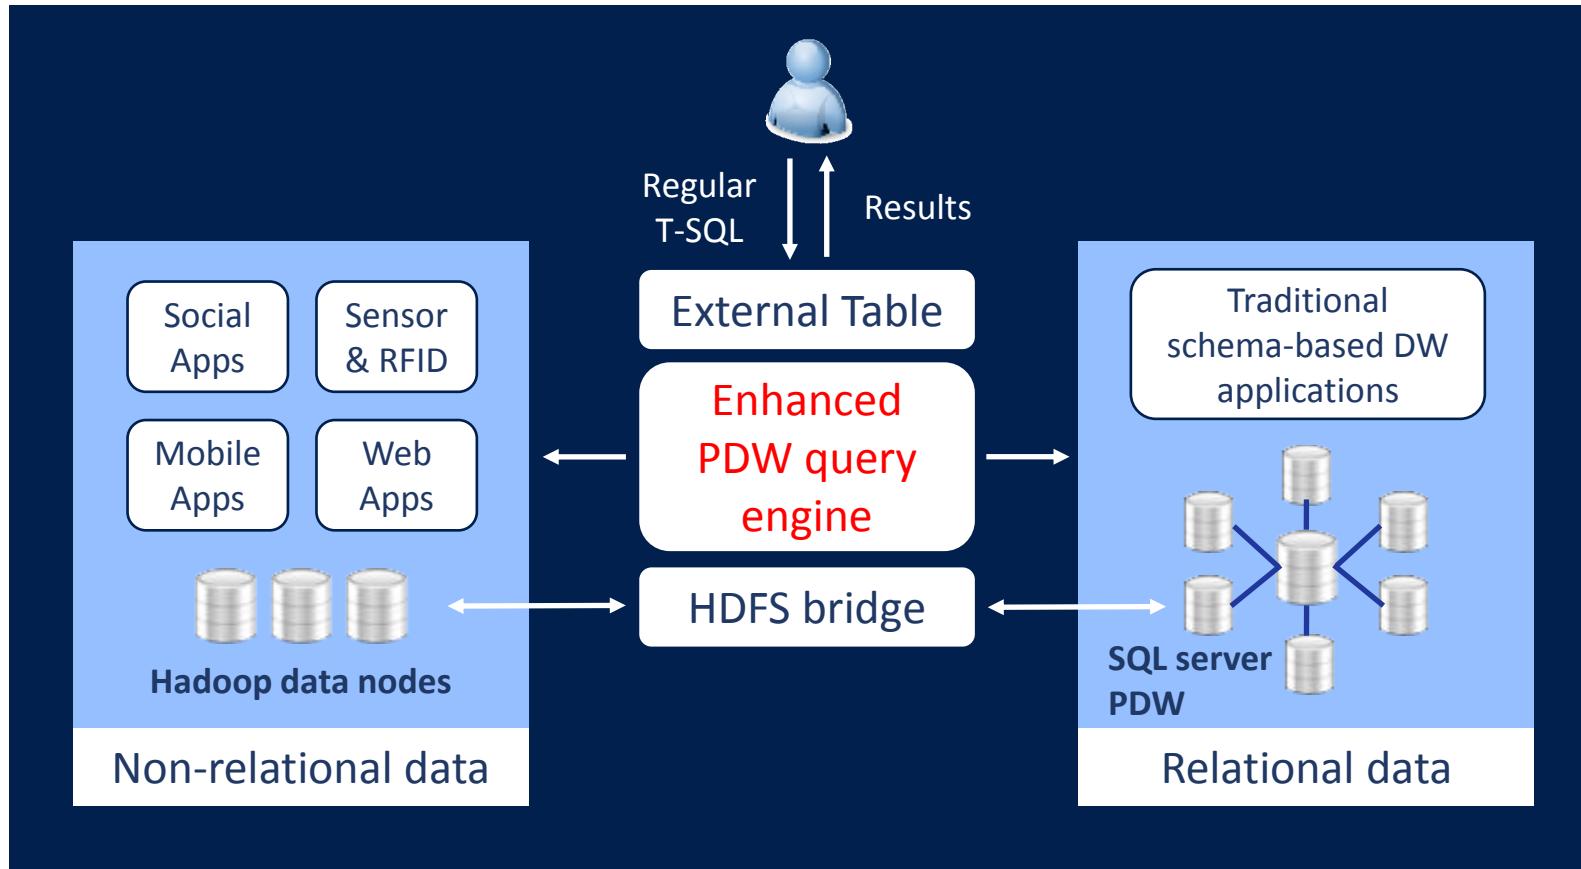 Regular
T-SQL
Results
External Table
Enhanced
PDW query
engine
HDFS bridge
Social
Apps
Sensor
& RFID
Mobile
Apps
Web
Apps
Hadoop data nodes
Non-relational data
Traditional
schema-based DW
applications
SQL server
PDW
Relational data